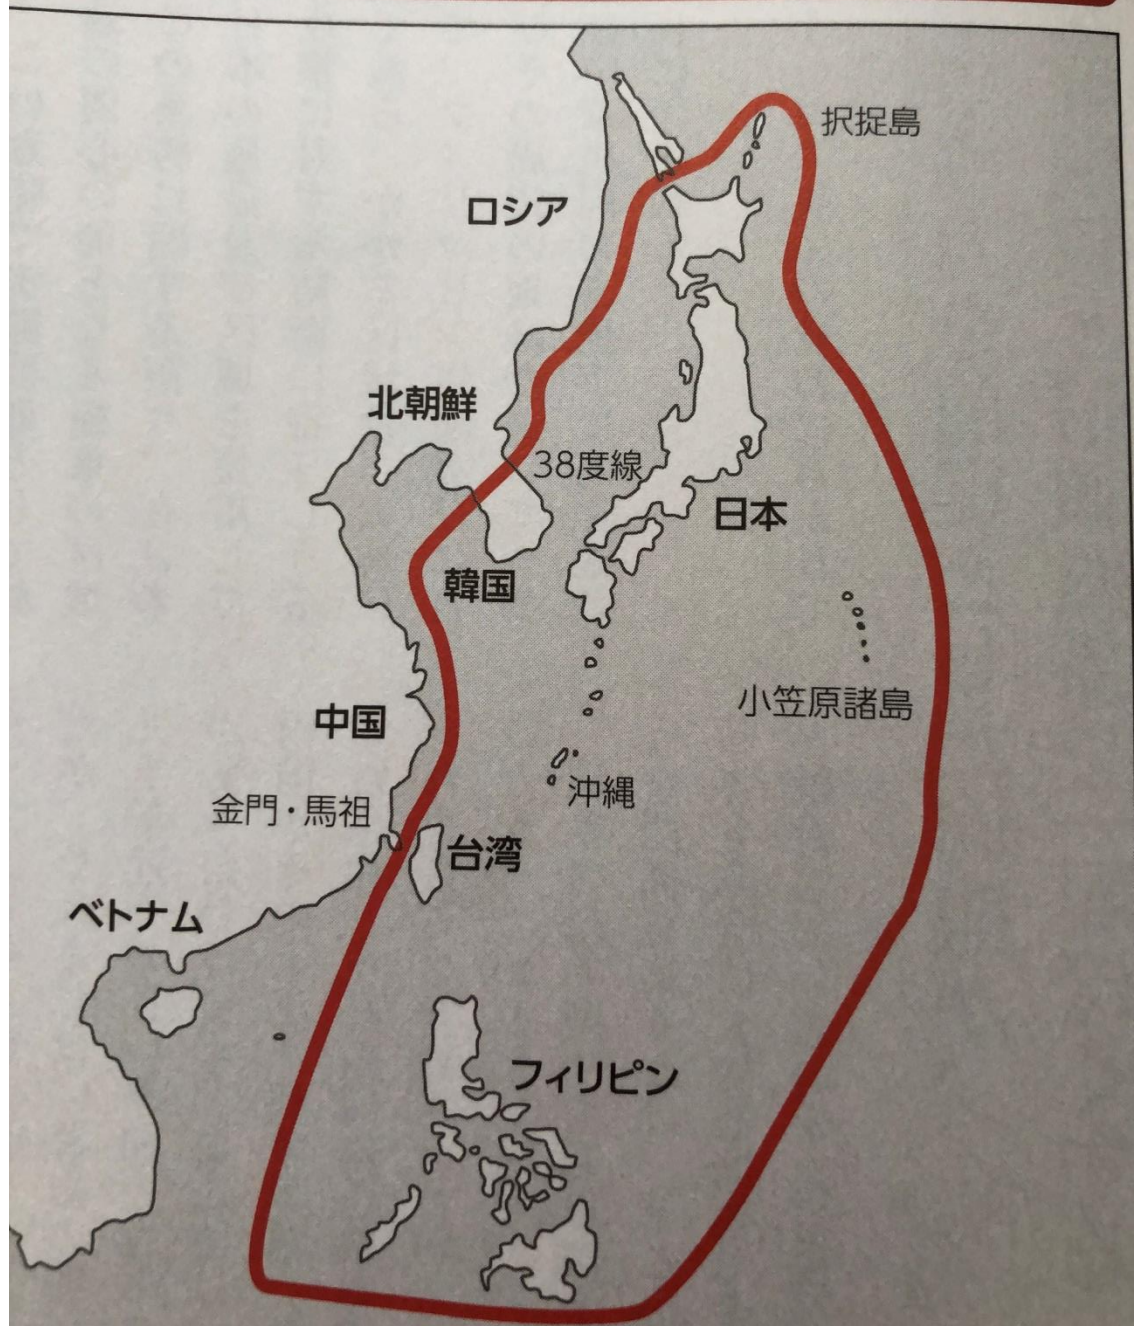 択捉島
ロシア
北朝鮮
38度線
日本
韓国
小笠原諸島
中国
沖縄
金門・馬祖
台湾
ベトナム
フィリピン